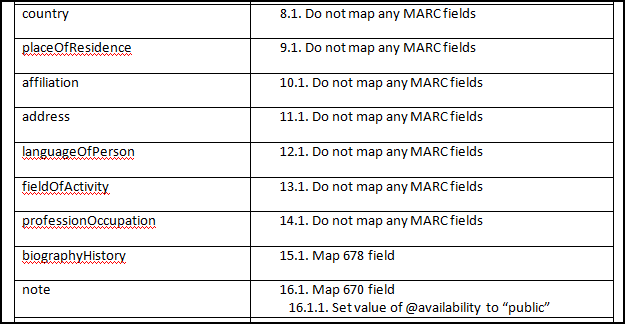 country 8.1. Do not map any MARC fields
placeOfResidence 9.1. Do not map any MARC fields
affiliation 10.1. Do not map any MARC fields
address 11.1. Do not map any MARC fields
languageOfPerson 12.1. Do not map any MARC fields
fieldOfActivity 13.1. Do not map any MARC fields
professionOccupation 14.1. Do not map any MARC fields
biographyHistory 15.1. Map 678 field
note 16.1. Map 670 field
16.1.1. Set value of @availability to “public”